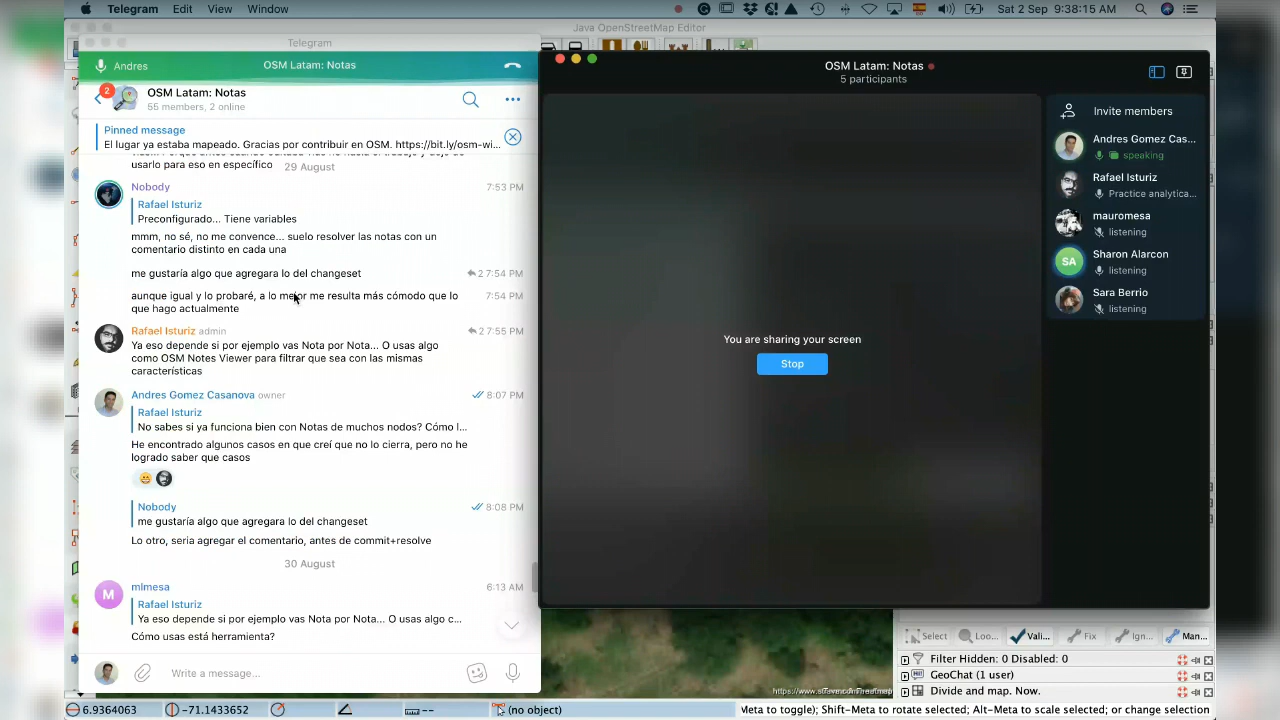 Telegram Edit View Window
Sat 2 Sep 9:38:15 AM
Java OpenStreetMap Editor
Telegram
Andres
OSM Latam: Notas
2
OSM Latam: Notas
55 members, 2 online
Pinned message
El lugar ya estaba mapeado. Gracias por contribuir en OSM. https://bit.ly/osm-wi...
usarlo para eso en específico
29 August
Nobody 7:53 PM
Rafael Isturiz
Preconfigurado... Tiene variables
mmm, no sé, no me convence... suelo resolver las notas con un
comentario distinto en cada una
me gustaría algo que agregara lo del changeset 2 7:54 PM
aunque igual y lo probaré, a lo mejor me resulta más cómodo que lo 7:54 PM
que hago actualmente
Rafael Isturiz admin 2 7:55 PM
Ya eso depende si por ejemplo vas Nota por Nota... O usas algo
como OSM Notes Viewer para filtrar que sea con las mismas
características
Andres Gomez Casanova owner 8:07 PM
Rafael Isturiz
No sabes si ya funciona bien con Notas de muchos nodos? Cómo l...
He encontrado algunos casos en que creí que no lo cierra, pero no he
logrado saber que casos
Nobody 8:08 PM
me gustaría algo que agregara lo del changeset
Lo otro, seria agregar el comentario, antes de commit+resolve
30 August
M
mlmesa 6:13 AM
Rafael Isturiz
Ya eso depende si por ejemplo vas Nota por Nota... O usas algo c...
Cómo usas está herramienta?
Write a message...
OSM Latam: Notas
5 participants
You are sharing your screen
Stop
Invite members
Andres Gomez Cas...
speaking
Rafael Isturiz
Practice analytica...
mauromesa
listening
SA
Sharon Alarcon
listening
Sara Berrio
listening
Select Loo... Vali... Fix Ign... Man...
Filter Hidden: 0 Disabled: 0
GeoChat (1 user)
Divide and map. Now.
6.9364063 -71.1433652 -- (no object) Meta to toggle); Shift-Meta to rotate selected; Alt-Meta to scale selected; or change selection